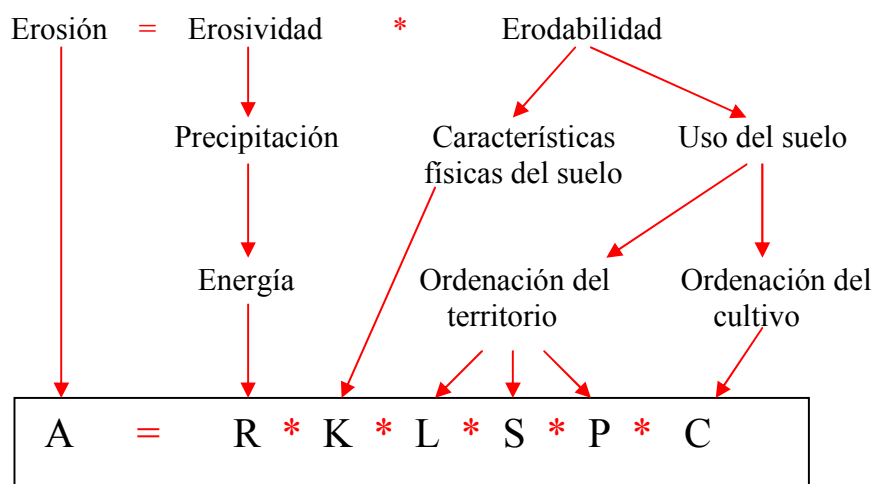 Erosión = Erosividad * Erodabilidad
Precipitación Características Uso del suelo
físicas del suelo
Energía Ordenación del Ordenación del
territorio cultivo
A = R * K * L * S * P * C